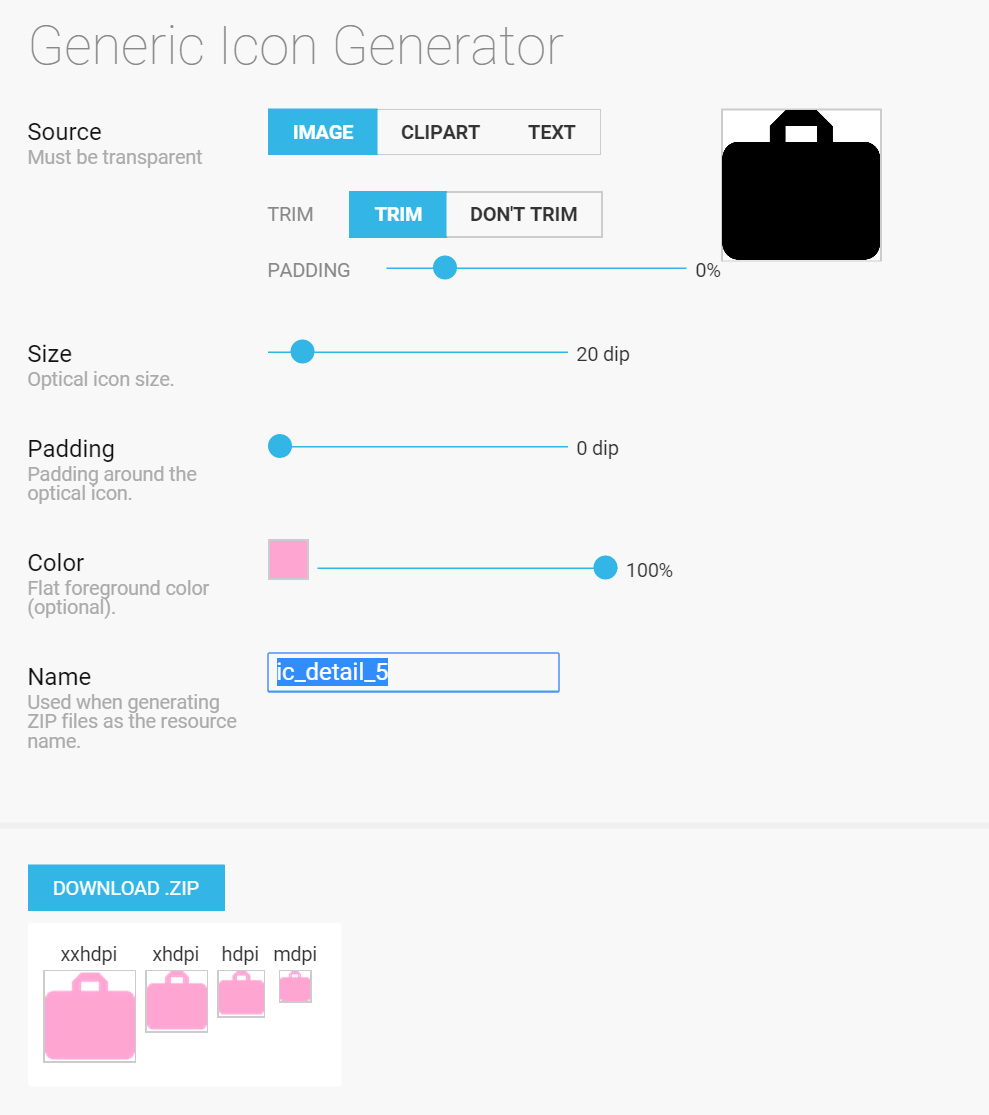 Generic Icon Generator
Source
Must be transparent
IMAGE CLIPART TEXT
TRIM TRIM DON'T TRIM
PADDING 0%
Size
Optical icon size.
20 dip
Padding
Padding around the
optical icon.
0 dip
Color
Flat foreground color
(optional).
100%
Name
Used when generating
ZIP files as the resource
name.
ic_detail_5
DOWNLOAD .ZIP
xxhdpi xhdpi hdpi mdpi